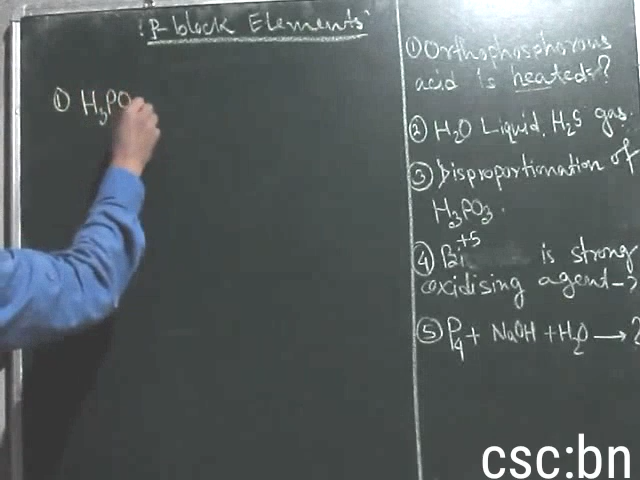 'P-block Elements'
① H₃PO
① Orthophosphorous
acid is heated?
② H₂O Liquid, H₂S gas.
③ Disproportionation of
H₃PO₃.
④ Bi⁺⁵ is strong
oxidising agent→
⑤ P₄ + NaOH + H₂O →
csc:bn